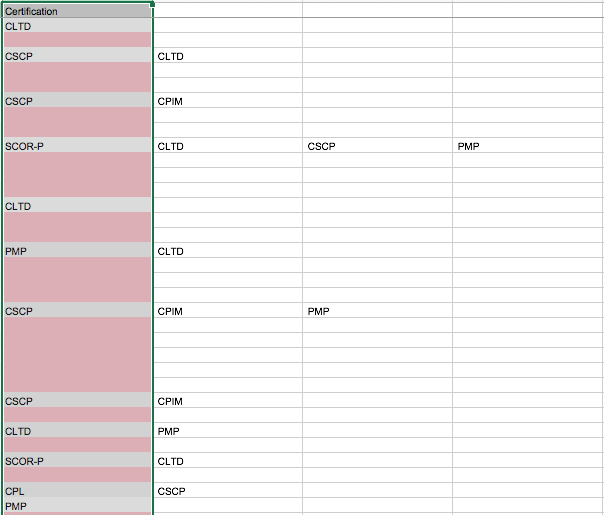 Certification
CLTD
CSCP CLTD
CSCP CPIM
SCOR-P CLTD CSCP PMP
CLTD
PMP CLTD
CSCP CPIM PMP
CSCP CPIM
CLTD PMP
SCOR-P CLTD
CPL CSCP
PMP